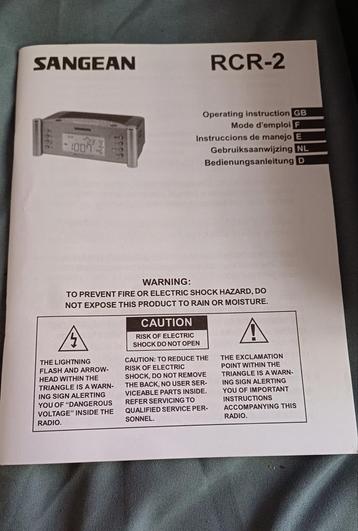 SANGEAN
RCR-2
Operating instruction GB
Mode d'emploi F
Instruccions de manejo E
Gebruiksaanwijzing NL
Bedienungsanleitung D
WARNING:
TO PREVENT FIRE OR ELECTRIC SHOCK HAZARD, DO
NOT EXPOSE THIS PRODUCT TO RAIN OR MOISTURE.
THE LIGHTNING
FLASH AND ARROW-
HEAD WITHIN THE
TRIANGLE IS A WARN-
ING SIGN ALERTING
YOU OF "DANGEROUS
VOLTAGE" INSIDE THE
RADIO.
CAUTION
RISK OF ELECTRIC
SHOCK DO NOT OPEN
CAUTION: TO REDUCE THE
RISK OF ELECTRIC
SHOCK, DO NOT REMOVE
THE BACK, NO USER SER-
VICEABLE PARTS INSIDE.
REFER SERVICING TO
QUALIFIED SERVICE PER-
SONNEL.
THE EXCLAMATION
POINT WITHIN THE
TRIANGLE IS A WARN-
ING SIGN ALERTING
YOU OF IMPORTANT
INSTRUCTIONS
ACCOMPANYING THIS
RADIO.